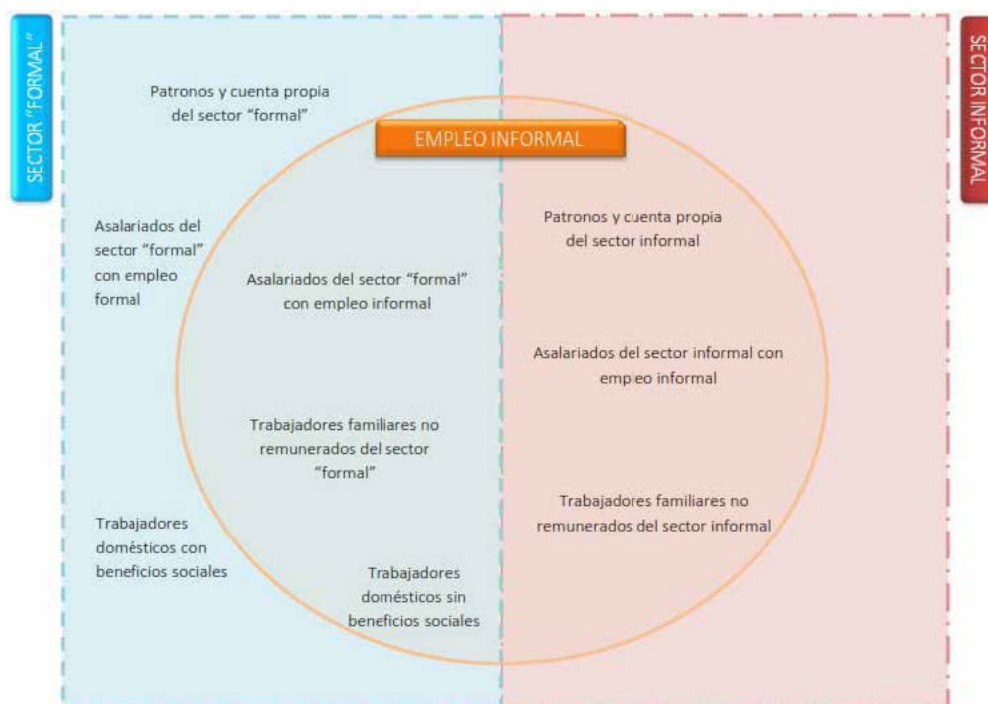 SECTOR "FORMAL"
SECTOR INFORMAL
Patronos y cuenta propia
del sector "formal"
EMPLEO INFORMAL
Asalariados del
sector "formal"
con empleo
formal
Asalariados del sector "formal"
con empleo informal
Patronos y cuenta propia
del sector informal
Asalariados del sector informal con
empleo informal
Trabajadores familiares no
remunerados del sector
"formal"
Trabajadores familiares no
remunerados del sector informal
Trabajadores
domésticos con
beneficios sociales
Trabajadores
domésticos sin
beneficios sociales